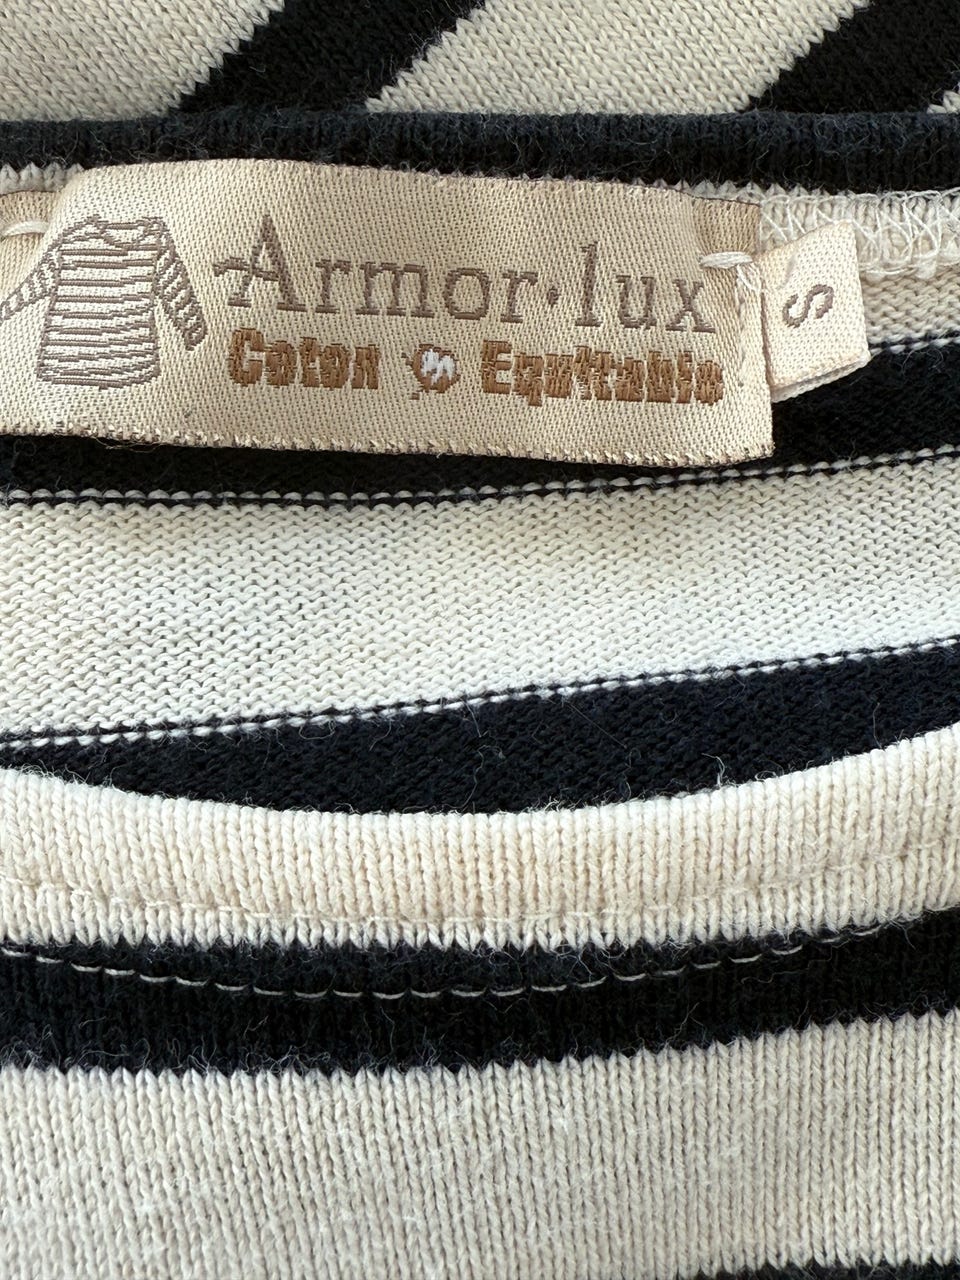 Armor·lux
Coton Equitable
S